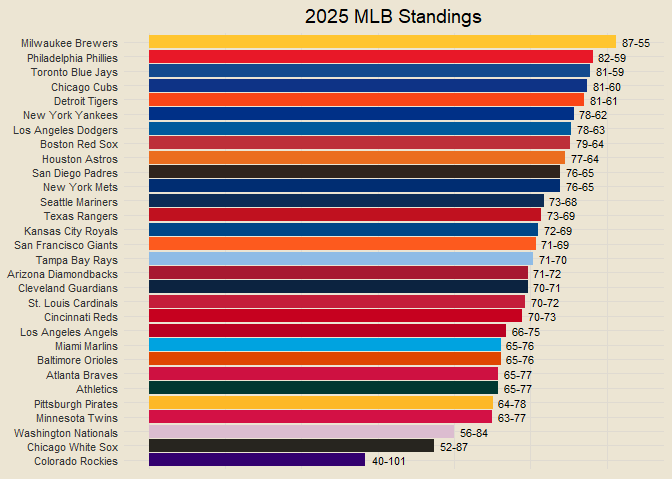 2025 MLB Standings
Milwaukee Brewers 87-55
Philadelphia Phillies 82-59
Toronto Blue Jays 81-59
Chicago Cubs 81-60
Detroit Tigers 81-61
New York Yankees 78-62
Los Angeles Dodgers 78-63
Boston Red Sox 79-64
Houston Astros 77-64
San Diego Padres 76-65
New York Mets 76-65
Seattle Mariners 73-68
Texas Rangers 73-69
Kansas City Royals 72-69
San Francisco Giants 71-69
Tampa Bay Rays 71-70
Arizona Diamondbacks 71-72
Cleveland Guardians 70-71
St. Louis Cardinals 70-72
Cincinnati Reds 70-73
Los Angeles Angels 66-75
Miami Marlins 65-76
Baltimore Orioles 65-76
Atlanta Braves 65-77
Athletics 65-77
Pittsburgh Pirates 64-78
Minnesota Twins 63-77
Washington Nationals 56-84
Chicago White Sox 52-87
Colorado Rockies 40-101